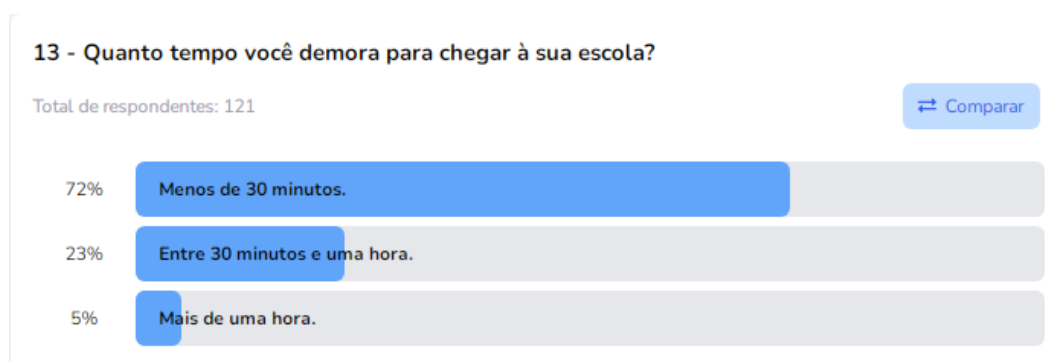 13 - Quanto tempo você demora para chegar à sua escola?
Total de respondentes: 121
Comparar
72% Menos de 30 minutos.
23% Entre 30 minutos e uma hora.
5% Mais de uma hora.